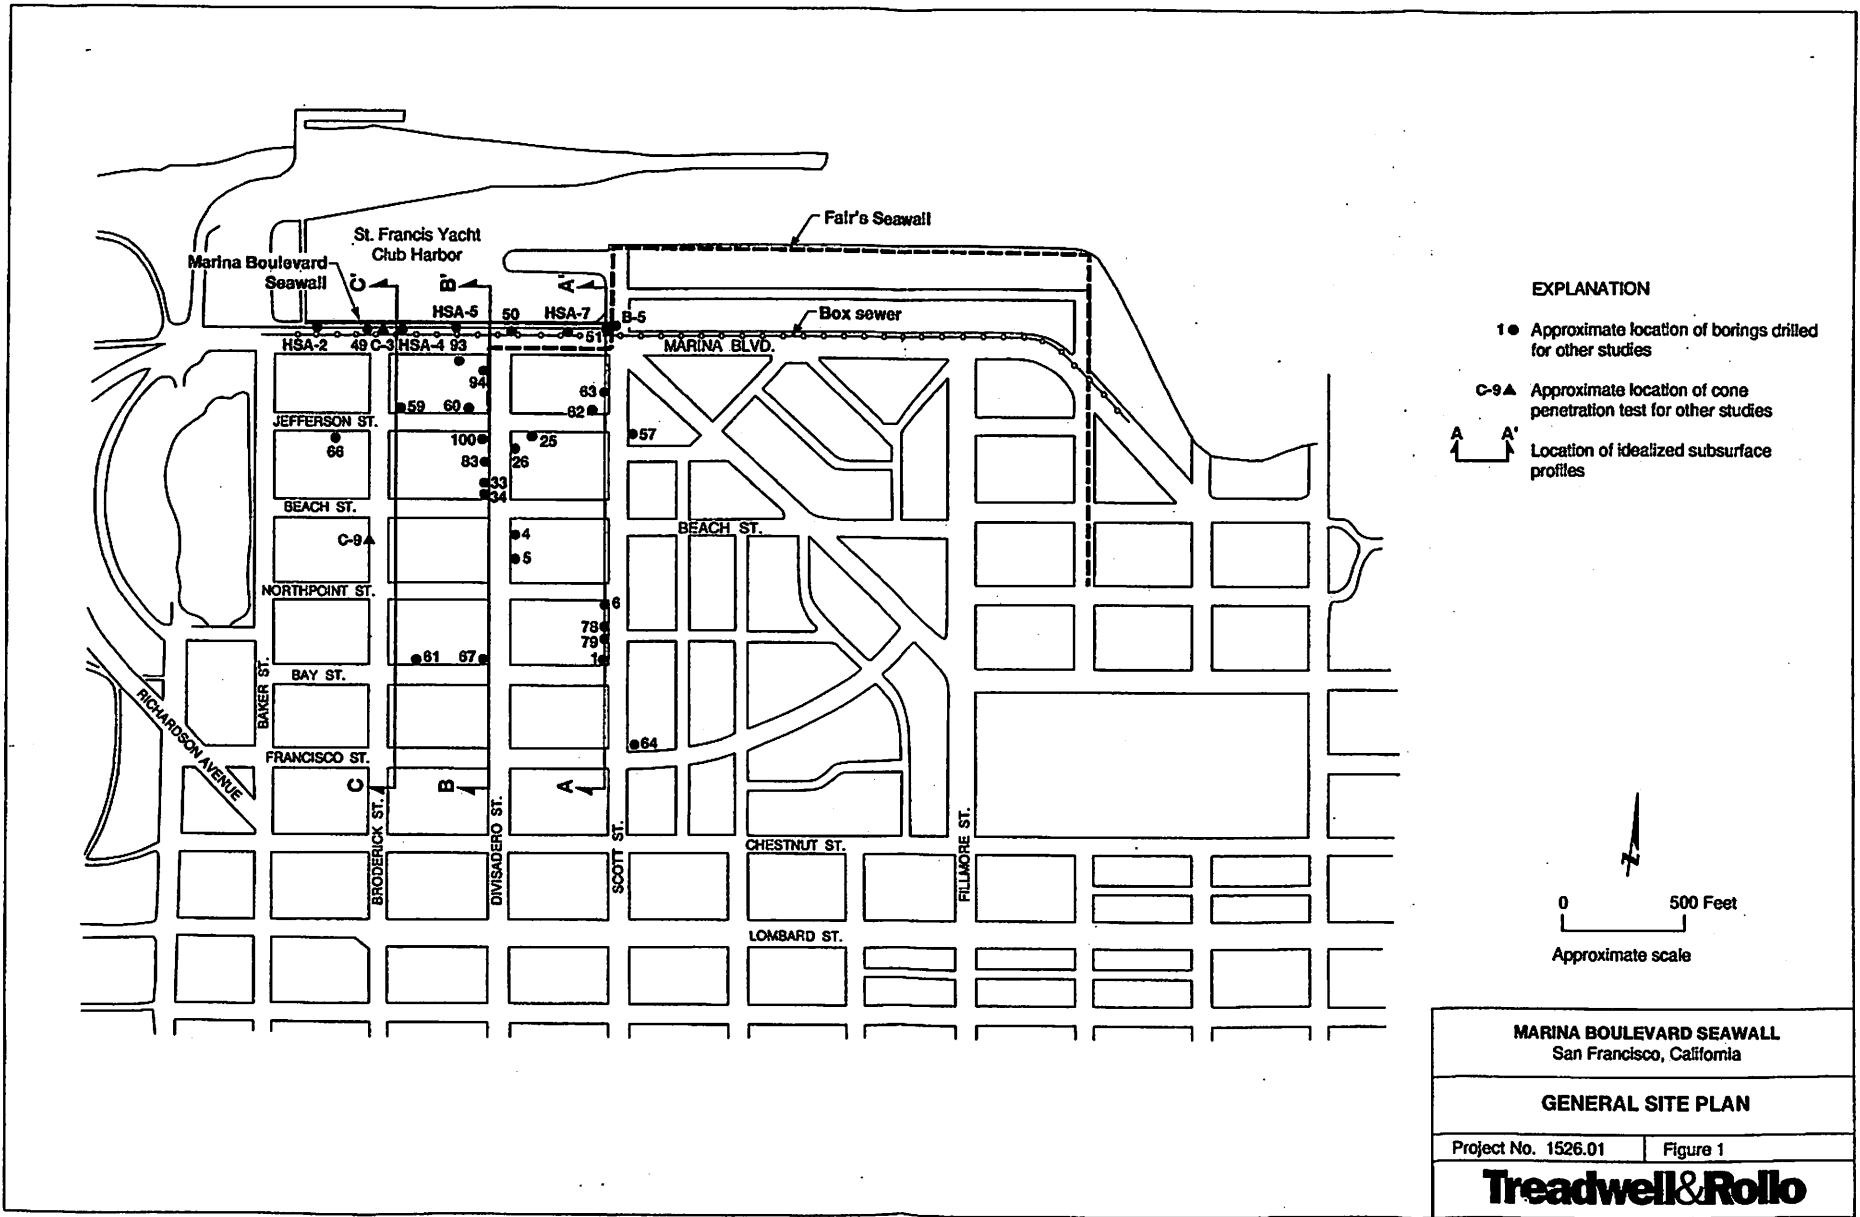 Fair's Seawall
St. Francis Yacht
Club Harbor
Marina Boulevard
Seawall
C'
B'
A'
HSA-5
50
HSA-7
B-5
Box sewer
51
HSA-2
49
C-3
HSA-4
93
MARINA BLVD.
94
63
59
60
62
JEFFERSON ST.
66
100
25
57
83
26
33
34
BEACH ST.
BEACH ST.
C-9
4
5
NORTHPOINT ST.
6
78
79
61
67
1
BAY ST.
BAKER ST.
RICHARDSON AVENUE
64
FRANCISCO ST.
C
B
A
BRODERICK ST.
DIVISADERO ST.
SCOTT ST.
CHESTNUT ST.
FILLMORE ST.
LOMBARD ST.
EXPLANATION
1 Approximate location of borings drilled
for other studies
C-9 Approximate location of cone
penetration test for other studies
A A' Location of idealized subsurface
profiles
Z
0 500 Feet
Approximate scale
MARINA BOULEVARD SEAWALL
San Francisco, California
GENERAL SITE PLAN
Project No. 1526.01 Figure 1
Treadwell&Rollo